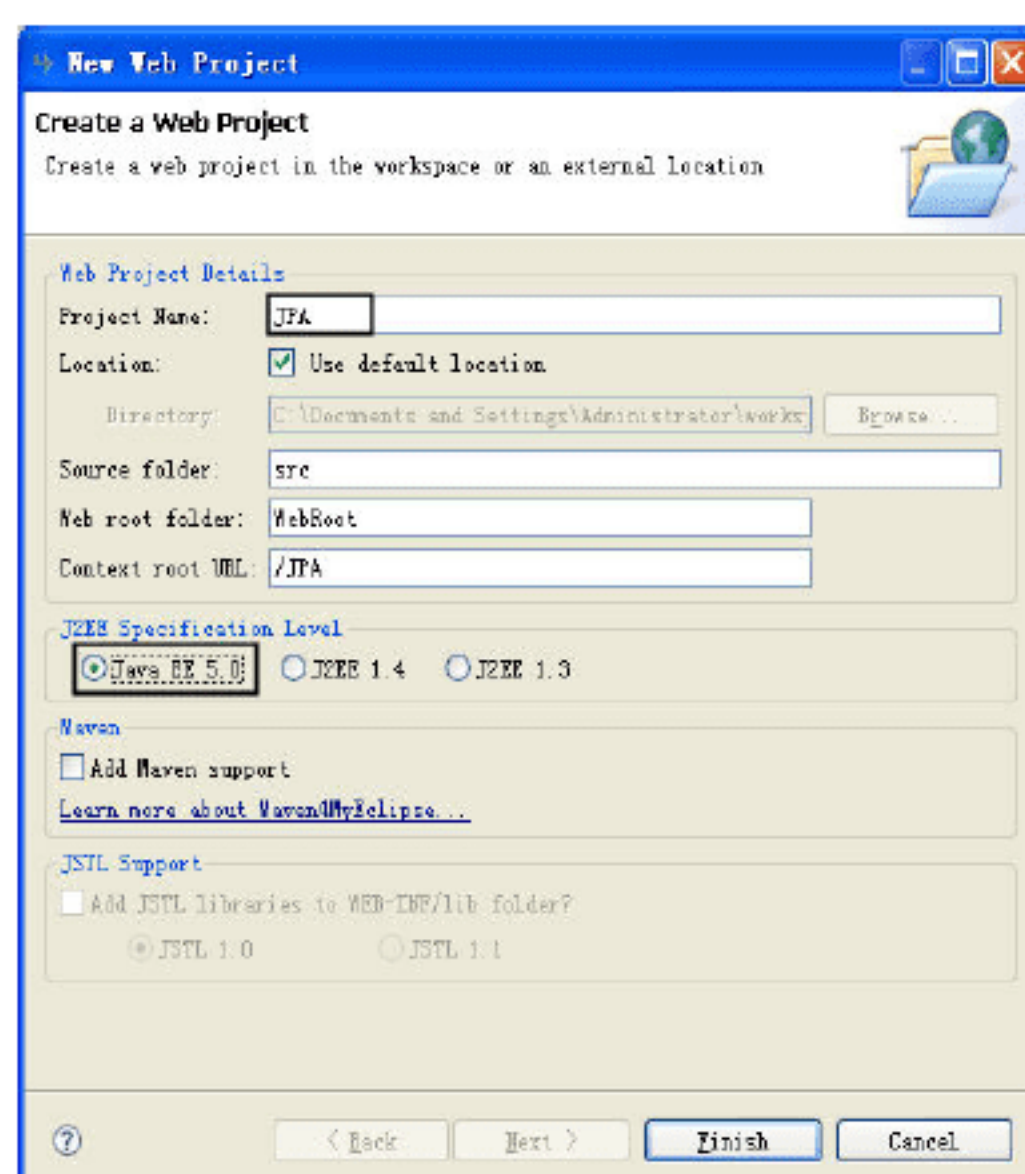 New Web Project
Create a Web Project
Create a web project in the workspace or an external location
Web Project Details
Project Name: JPA
Location: Use default location
Directory: C:\Documents and Settings\Administrator\works Browse...
Source folder: src
Web root folder: WebRoot
Context root URL: /JPA
J2EE Specification Level
Java EE 5.0 J2EE 1.4 J2EE 1.3
Maven
Add Maven support
Learn more about Maven4MyEclipse...
JSTL Support
Add JSTL libraries to WEB-INF/lib folder?
JSTL 1.0 JSTL 1.1
? < Back Next > Finish Cancel